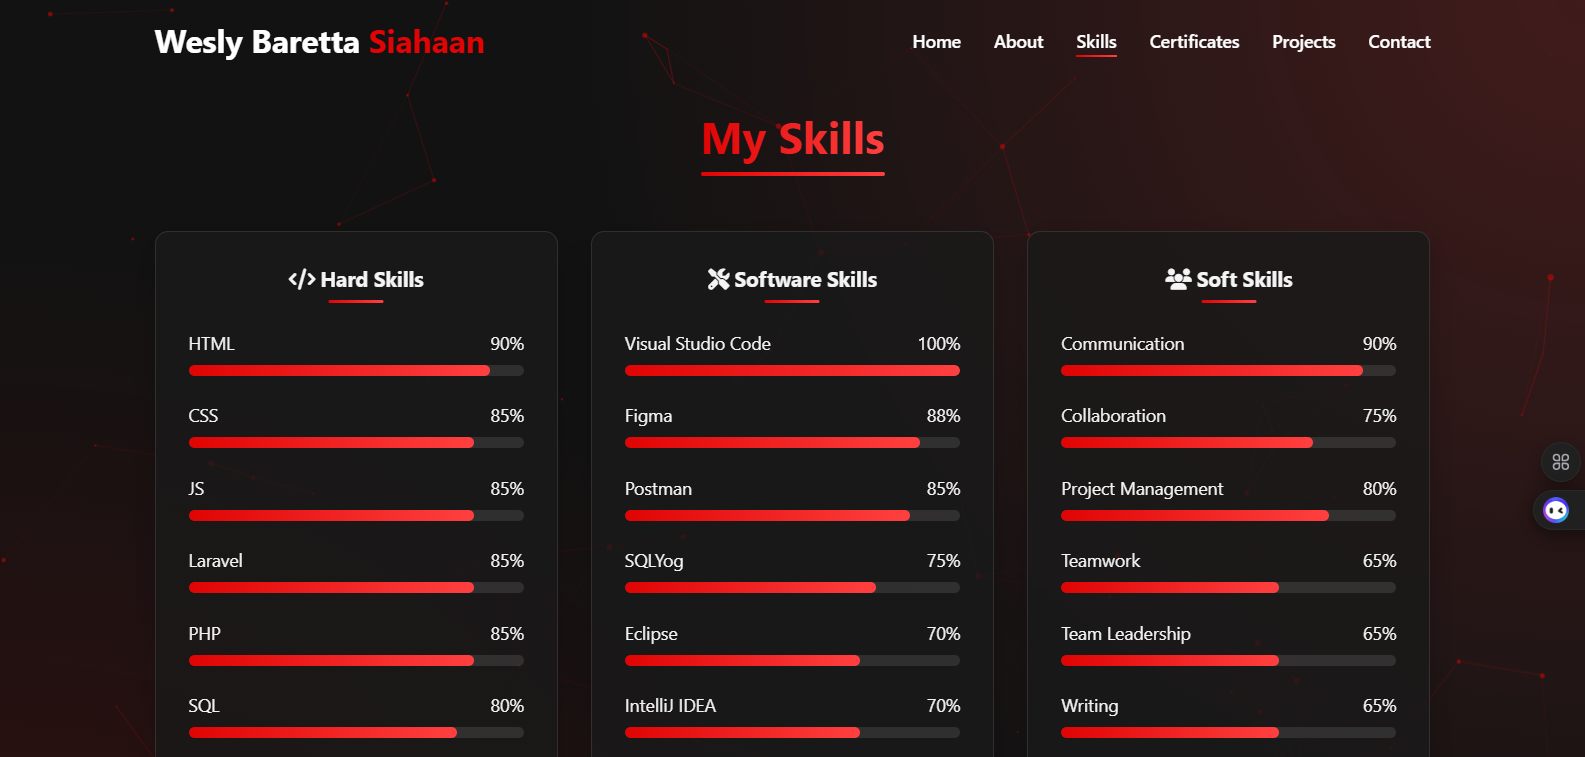 Wesly Baretta Siahaan
Home About Skills Certificates Projects Contact
My Skills
Hard Skills
HTML 90%
CSS 85%
JS 85%
Laravel 85%
PHP 85%
SQL 80%
Software Skills
Visual Studio Code 100%
Figma 88%
Postman 85%
SQLYog 75%
Eclipse 70%
IntelliJ IDEA 70%
Soft Skills
Communication 90%
Collaboration 75%
Project Management 80%
Teamwork 65%
Team Leadership 65%
Writing 65%